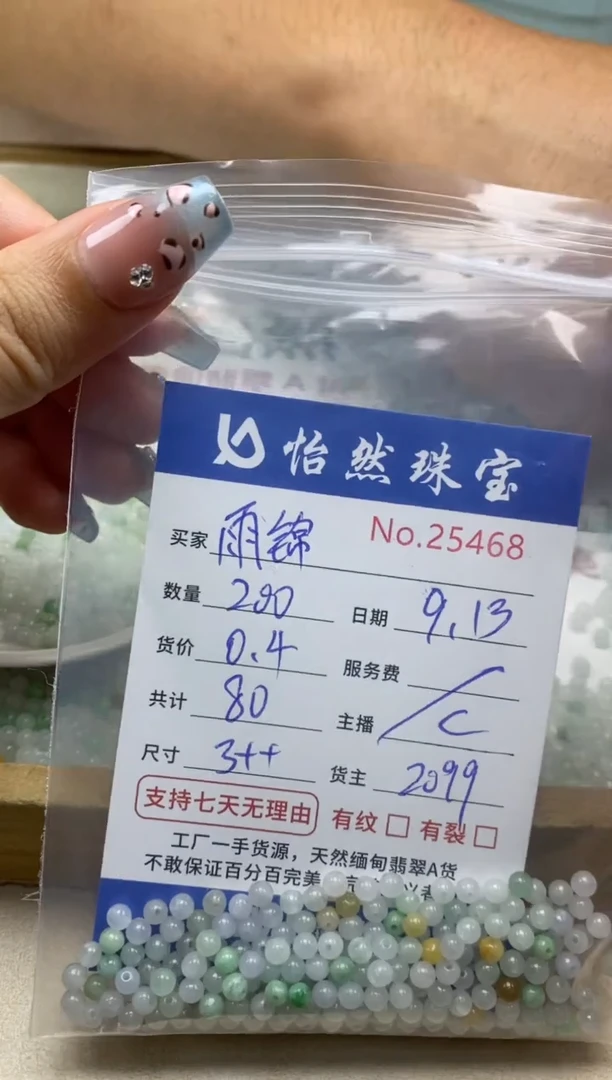 怡然珠宝
No.25468
买家 雨锦
数量 200 日期 9.13
货价 0.4 服务费 /
共计 80 主播 C
尺寸 3++ 货主 2099
支持七天无理由 有纹 □ 有裂 □
工厂一手货源，天然缅甸翡翠A货
不敢保证百分百完美